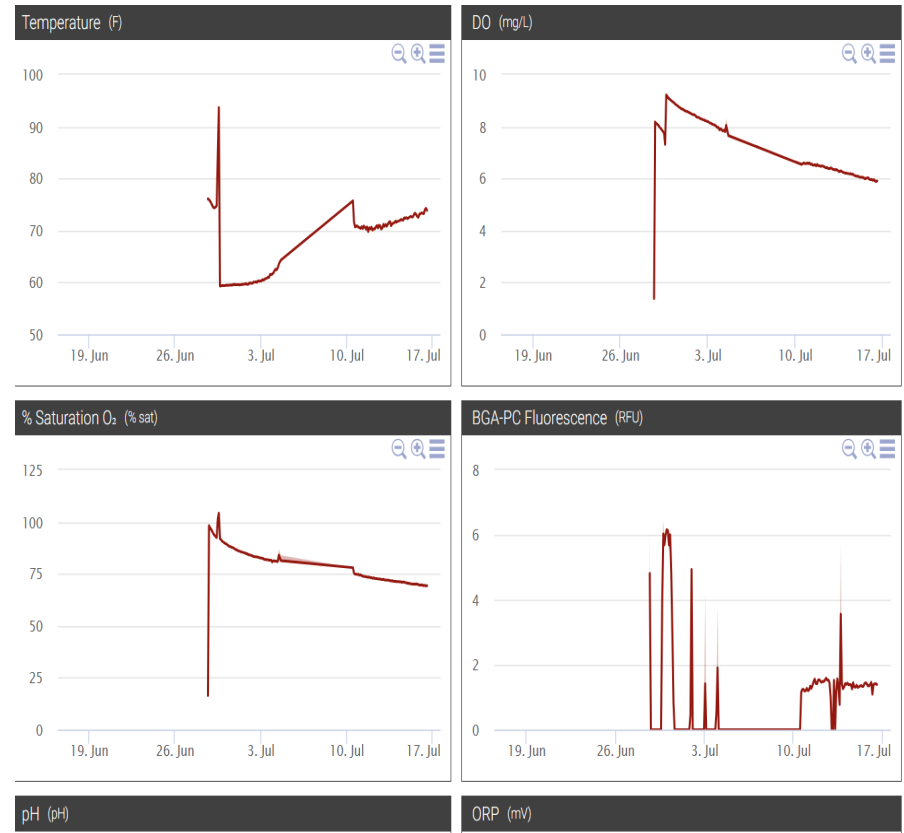 Temperature (F)
100
90
80
70
60
50
19. Jun 26. Jun 3. Jul 10. Jul 17. Jul
DO (mg/L)
10
8
6
4
2
0
19. Jun 26. Jun 3. Jul 10. Jul 17. Jul
% Saturation O₂ (% sat)
125
100
75
50
25
0
19. Jun 26. Jun 3. Jul 10. Jul 17. Jul
BGA-PC Fluorescence (RFU)
8
6
4
2
0
19. Jun 26. Jun 3. Jul 10. Jul 17. Jul
pH (pH)
ORP (mV)